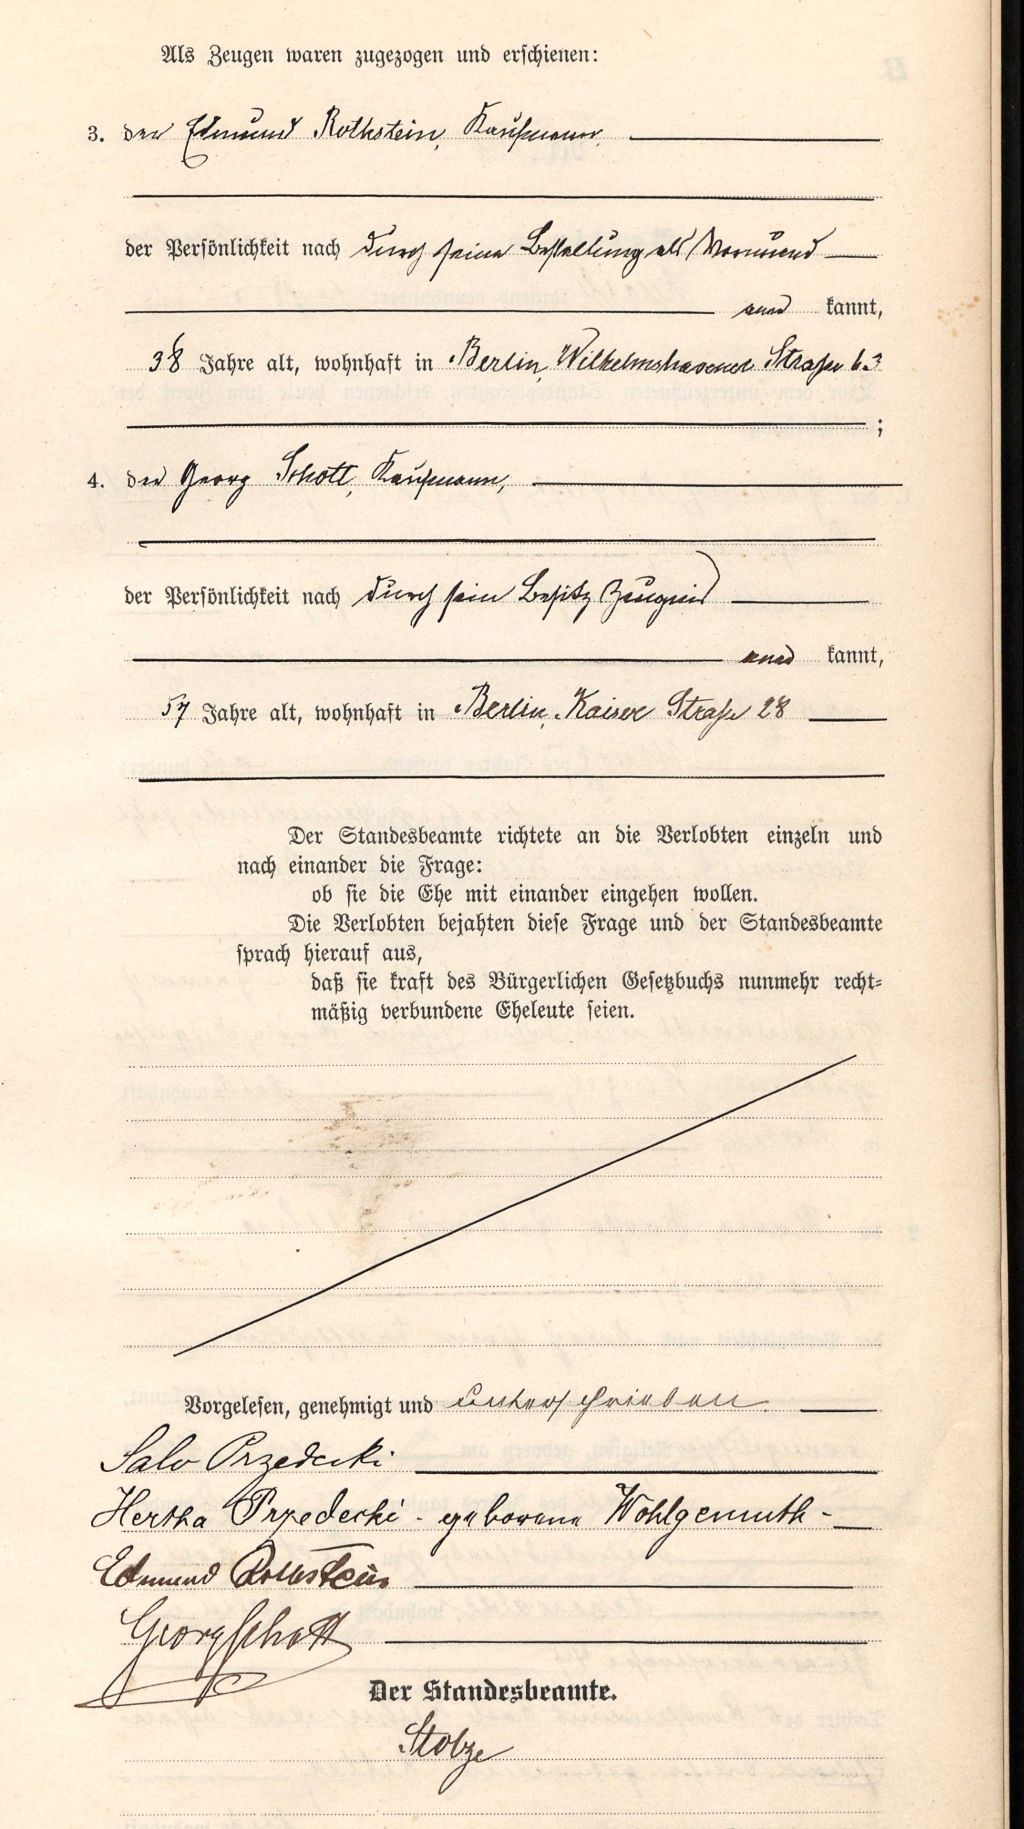 Als Zeugen waren zugezogen und erschienen:
3. der Edmund Rothstein, Kaufmann,
der Persönlichkeit nach durch seine Bestallung als Vormund
aner kannt,
38 Jahre alt, wohnhaft in Berlin, Wilhelmshavener Straße 63
;
4. der Georg Schott, Kaufmann,
der Persönlichkeit nach durch sein Besitz Zeugnis
aner kannt,
57 Jahre alt, wohnhaft in Berlin, Kaiser Straße 28
Der Standesbeamte richtete an die Verlobten einzeln und
nach einander die Frage:
ob sie die Ehe mit einander eingehen wollen.
Die Verlobten bejahten diese Frage und der Standesbeamte
sprach hierauf aus,
daß sie kraft des Bürgerlichen Gesetzbuchs nunmehr recht-
mäßig verbundene Eheleute seien.
Vorgelesen, genehmigt und unterschrieben.
Salo Przedecki
Hertha Przedecki - geborene Wohlgemuth -
Edmund Rothstein
Georg Schott
Der Standesbeamte.
Stolze